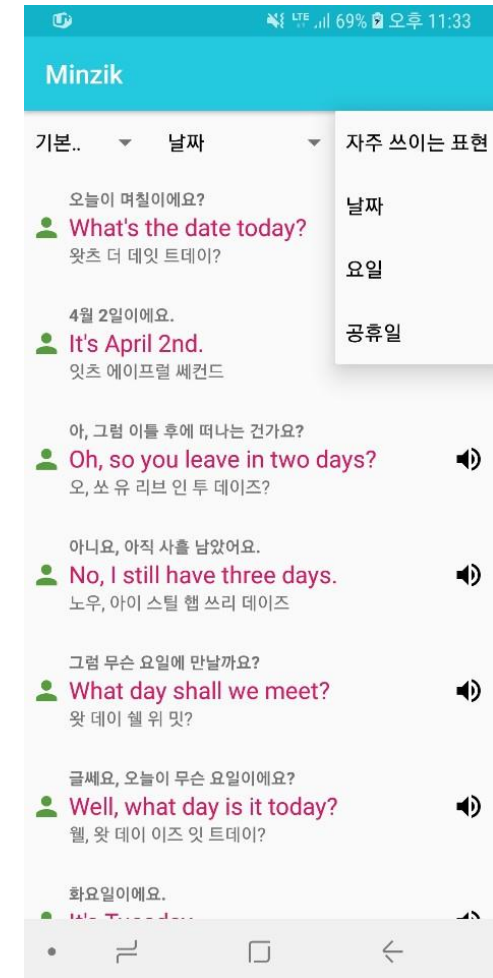 69% 오후 11:33
Minzik
기본.. 날짜 자주 쓰이는 표현
날짜
요일
공휴일
오늘이 며칠이에요?
What's the date today?
왓츠 더 데잇 트데이?
4월 2일이에요.
It's April 2nd.
잇츠 에이프럴 쎄컨드
아, 그럼 이틀 후에 떠나는 건가요?
Oh, so you leave in two days?
오, 쏘 유 리브 인 투 데이즈?
아니요, 아직 사흘 남았어요.
No, I still have three days.
노우, 아이 스틸 햅 쓰리 데이즈
그럼 무슨 요일에 만날까요?
What day shall we meet?
왓 데이 쉘 위 밋?
글쎄요, 오늘이 무슨 요일이에요?
Well, what day is it today?
웰, 왓 데이 이즈 잇 트데이?
화요일이에요.
It's Tuesday.